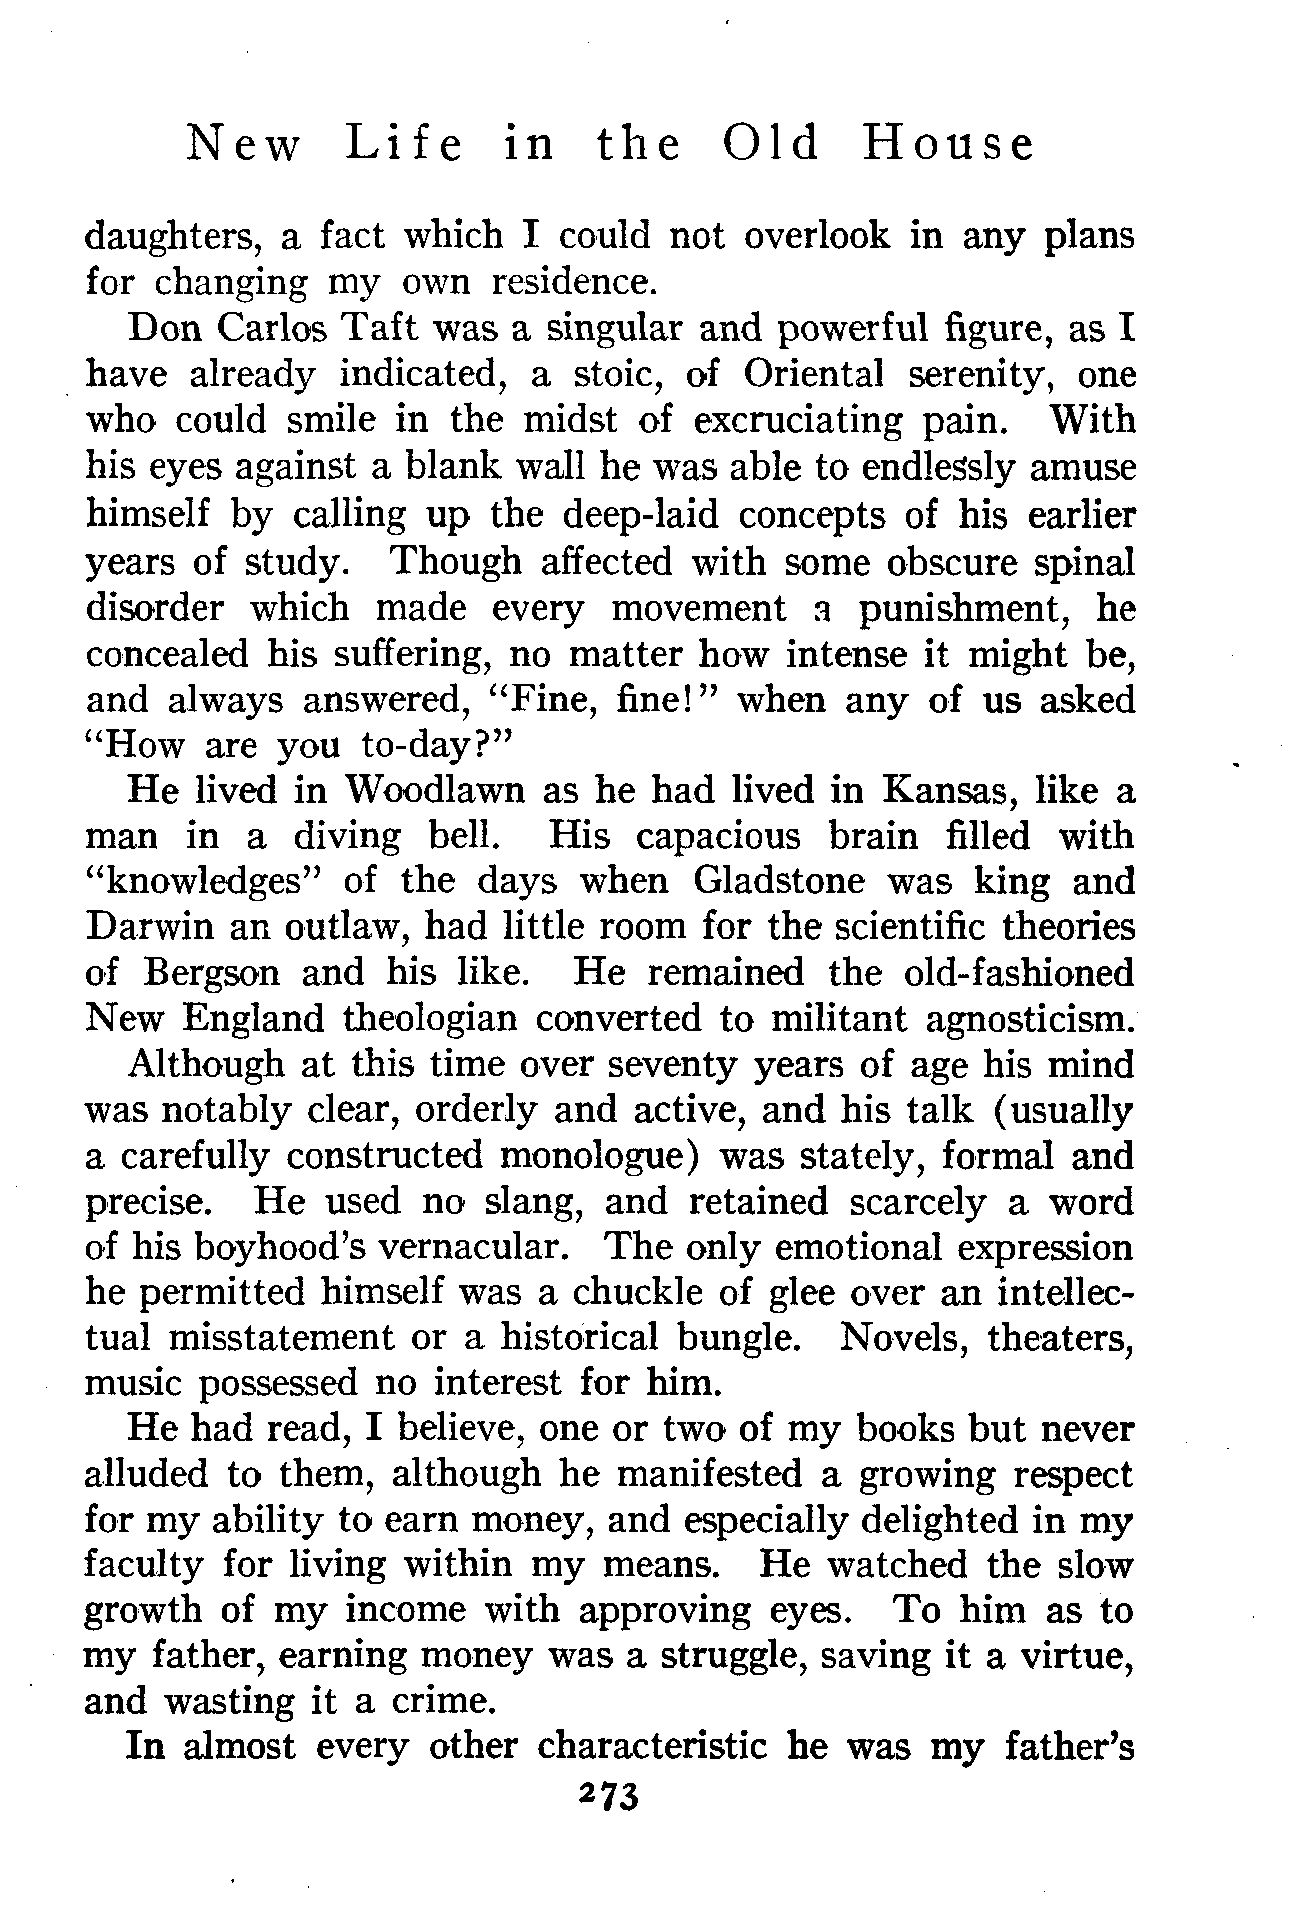 New Life in the Old House
daughters, a fact which I could not overlook in any plans
for changing my own residence.
Don Carlos Taft was a singular and powerful figure, as I
have already indicated, a stoic, of Oriental serenity, one
who could smile in the midst of excruciating pain. With
his eyes against a blank wall he was able to endlessly amuse
himself by calling up the deep-laid concepts of his earlier
years of study. Though affected with some obscure spinal
disorder which made every movement a punishment, he
concealed his suffering, no matter how intense it might be,
and always answered, "Fine, fine!" when any of us asked
"How are you to-day?"
He lived in Woodlawn as he had lived in Kansas, like a
man in a diving bell. His capacious brain filled with
"knowledges" of the days when Gladstone was king and
Darwin an outlaw, had little room for the scientific theories
of Bergson and his like. He remained the old-fashioned
New England theologian converted to militant agnosticism.
Although at this time over seventy years of age his mind
was notably clear, orderly and active, and his talk (usually
a carefully constructed monologue) was stately, formal and
precise. He used no slang, and retained scarcely a word
of his boyhood's vernacular. The only emotional expression
he permitted himself was a chuckle of glee over an intellec-
tual misstatement or a historical bungle. Novels, theaters,
music possessed no interest for him.
He had read, I believe, one or two of my books but never
alluded to them, although he manifested a growing respect
for my ability to earn money, and especially delighted in my
faculty for living within my means. He watched the slow
growth of my income with approving eyes. To him as to
my father, earning money was a struggle, saving it a virtue,
and wasting it a crime.
In almost every other characteristic he was my father's
273